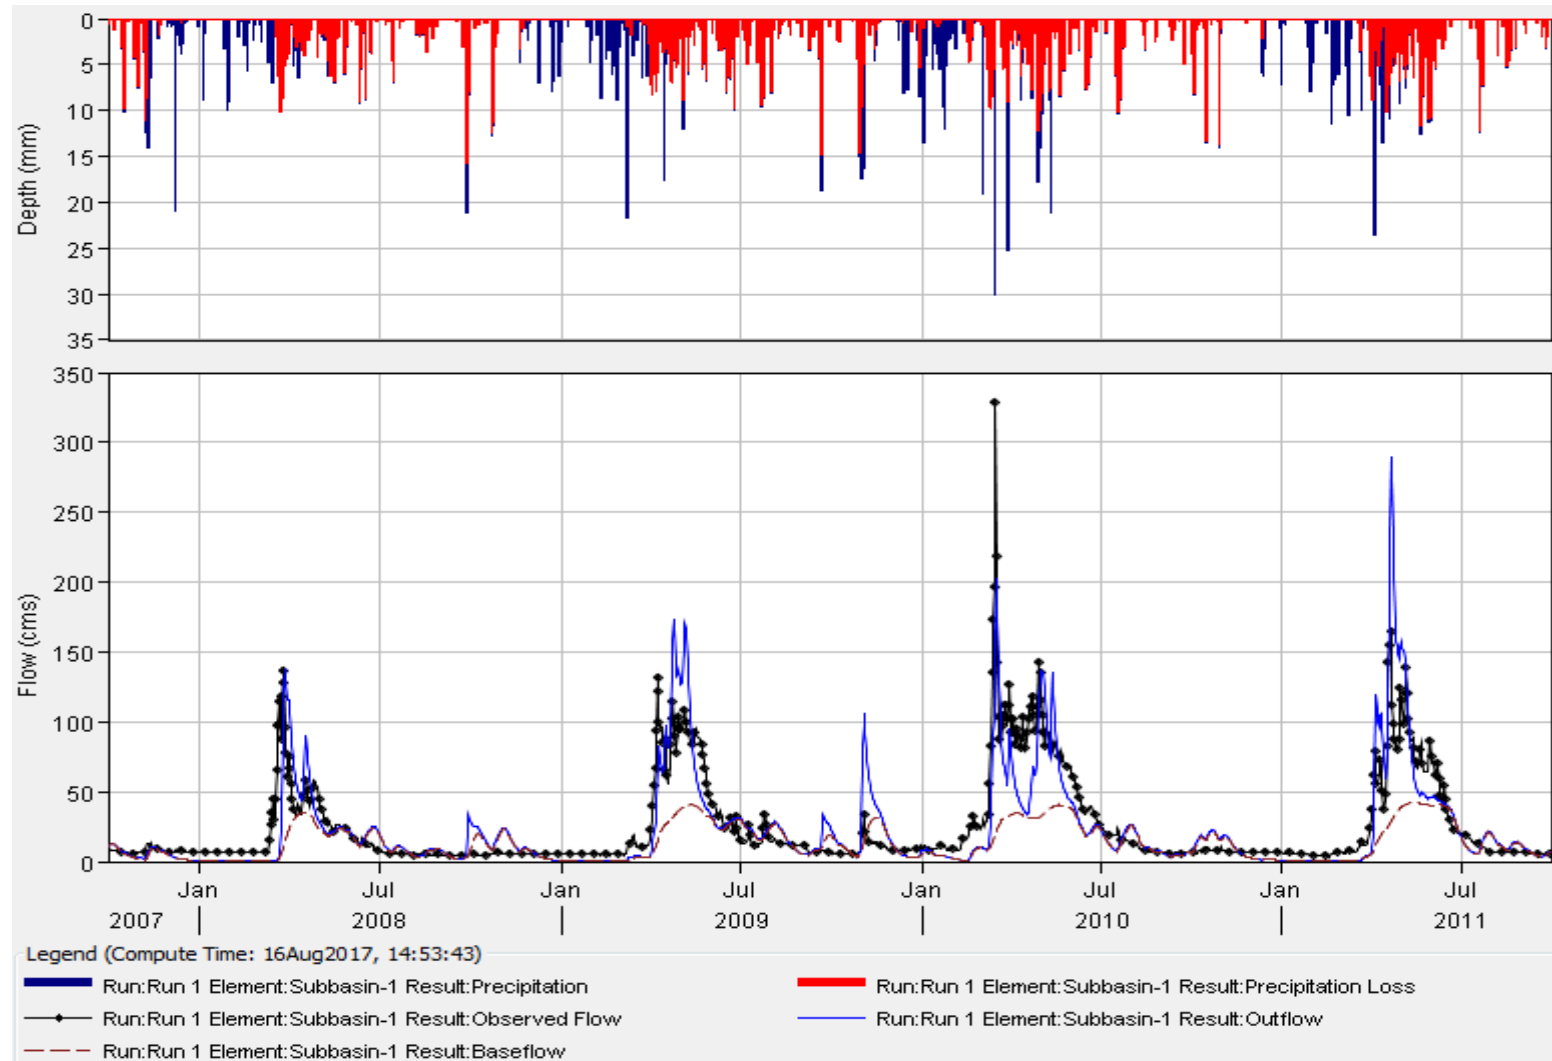 0
5
10
15
20
25
30
35
Depth (mm)
350
300
250
200
150
100
50
0
Flow (cms)
Jan Jul Jan Jul Jan Jul Jan Jul
2007 2008 2009 2010 2011
Legend (Compute Time: 16Aug2017, 14:53:43)
Run:Run 1 Element:Subbasin-1 Result:Precipitation Run:Run 1 Element:Subbasin-1 Result:Precipitation Loss
Run:Run 1 Element:Subbasin-1 Result:Observed Flow Run:Run 1 Element:Subbasin-1 Result:Outflow
Run:Run 1 Element:Subbasin-1 Result:Baseflow